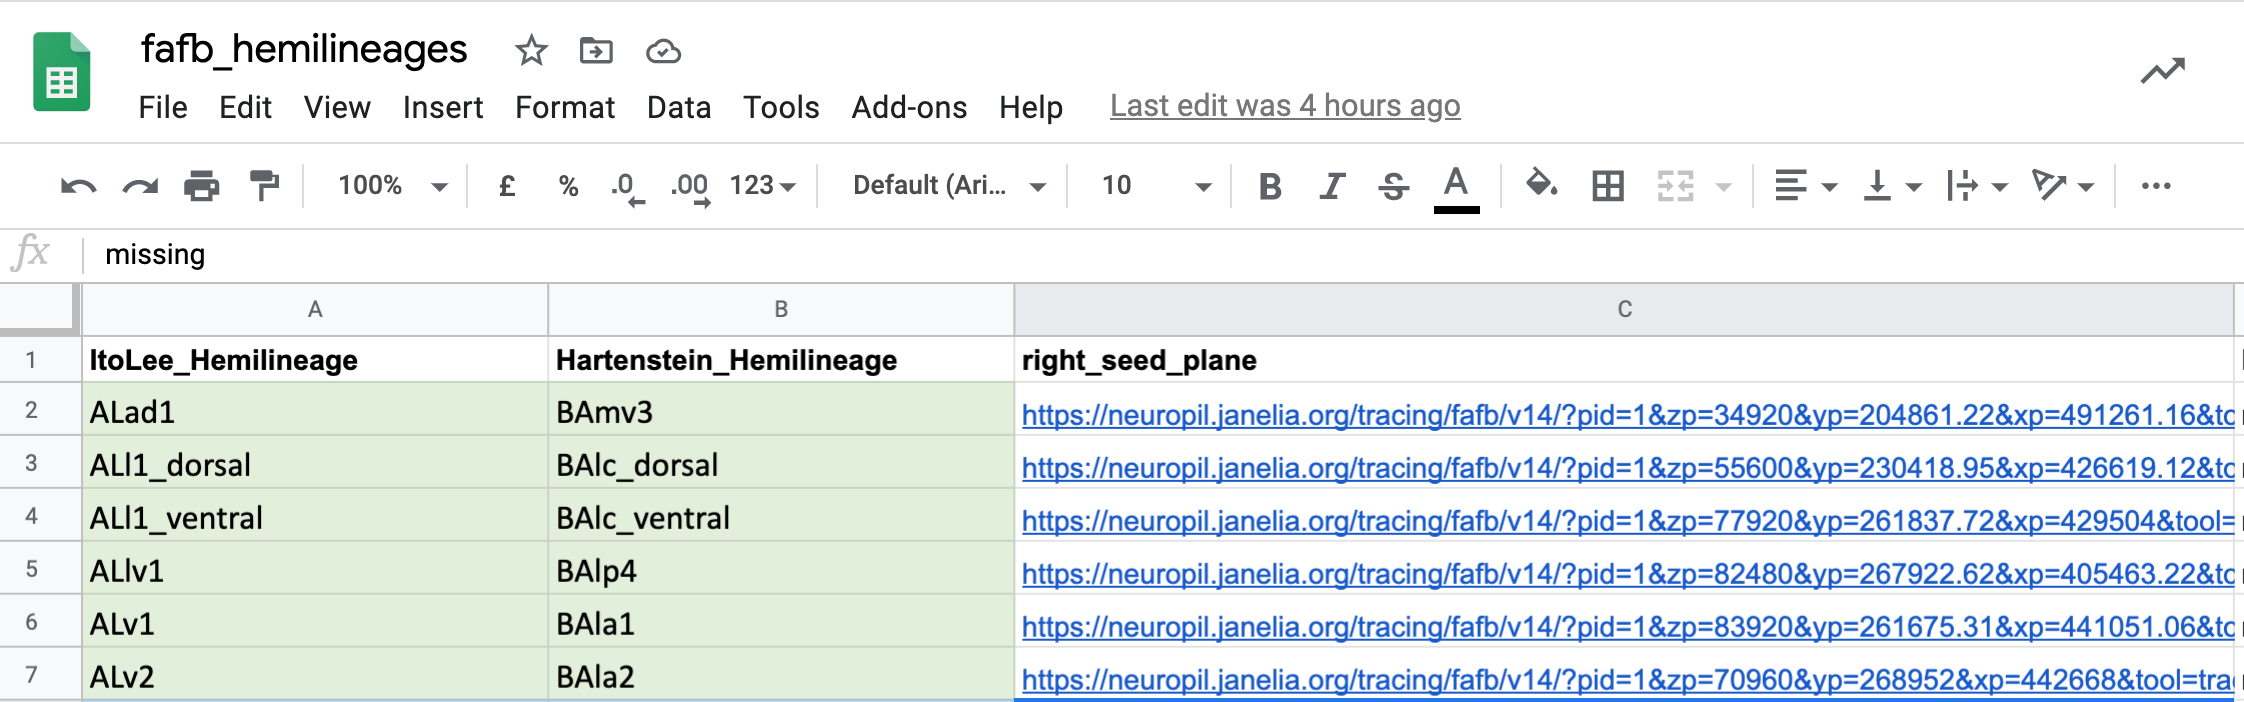 fafb_hemilineages
File Edit View Insert Format Data Tools Add-ons Help Last edit was 4 hours ago
100% £ % .0 .00 123 Default (Ari... 10 B I S A
fx missing
A B C
1 ItoLee_Hemilineage Hartenstein_Hemilineage right_seed_plane
2 ALad1 BAmv3 https://neuropil.janelia.org/tracing/fafb/v14/?pid=1&zp=34920&yp=204861.22&xp=491261.16&to
3 ALl1_dorsal BAlc_dorsal https://neuropil.janelia.org/tracing/fafb/v14/?pid=1&zp=55600&yp=230418.95&xp=426619.12&to
4 ALl1_ventral BAlc_ventral https://neuropil.janelia.org/tracing/fafb/v14/?pid=1&zp=77920&yp=261837.72&xp=429504&tool=
5 ALlv1 BAlp4 https://neuropil.janelia.org/tracing/fafb/v14/?pid=1&zp=82480&yp=267922.62&xp=405463.22&to
6 ALv1 BAla1 https://neuropil.janelia.org/tracing/fafb/v14/?pid=1&zp=83920&yp=261675.31&xp=441051.06&to
7 ALv2 BAla2 https://neuropil.janelia.org/tracing/fafb/v14/?pid=1&zp=70960&yp=268952&xp=442668&tool=tra